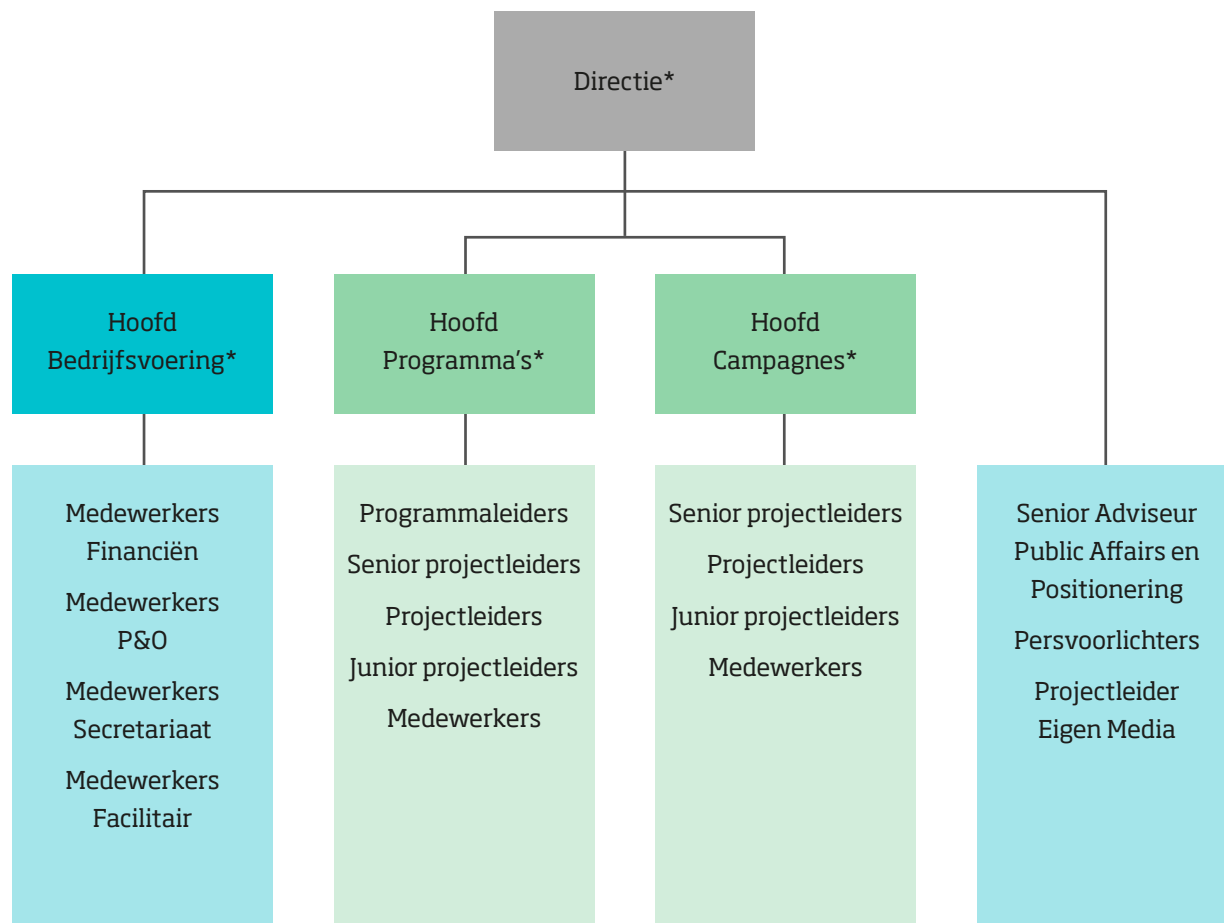 Directie*
Hoofd
Bedrijfsvoering*
Hoofd
Programma's*
Hoofd
Campagnes*
Medewerkers
Financiën
Medewerkers
P&O
Medewerkers
Secretariaat
Medewerkers
Facilitair
Programmaleiders
Senior projectleiders
Projectleiders
Junior projectleiders
Medewerkers
Senior projectleiders
Projectleiders
Junior projectleiders
Medewerkers
Senior Adviseur
Public Affairs en
Positionering
Persvoorlichters
Projectleider
Eigen Media